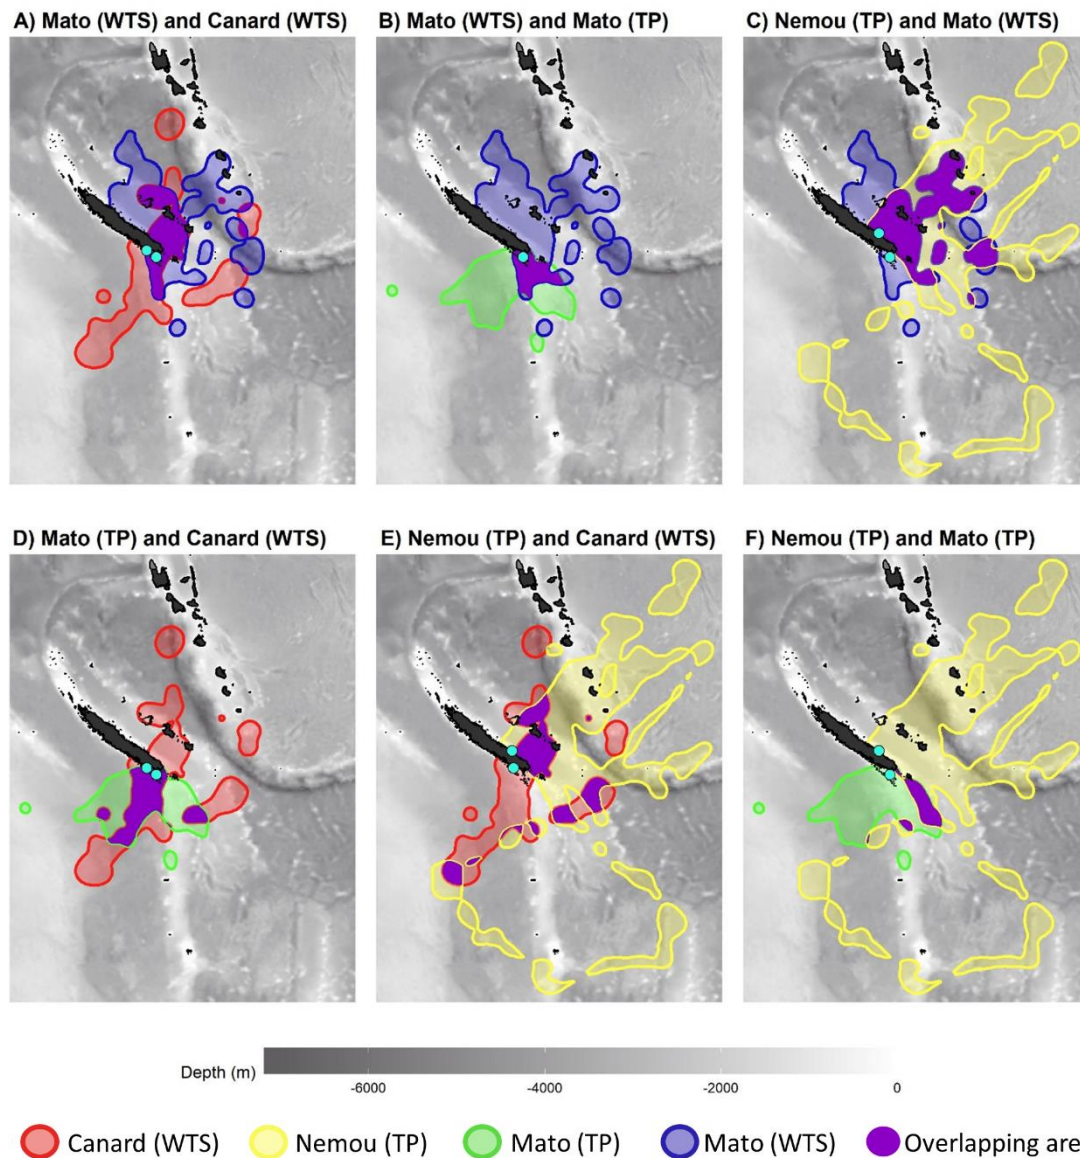 A) Mato (WTS) and Canard (WTS)
B) Mato (WTS) and Mato (TP)
C) Nemou (TP) and Mato (WTS)
D) Mato (TP) and Canard (WTS)
E) Nemou (TP) and Canard (WTS)
F) Nemou (TP) and Mato (TP)
Depth (m)
-6000 -4000 -2000 0
Canard (WTS) Nemou (TP) Mato (TP) Mato (WTS) Overlapping are